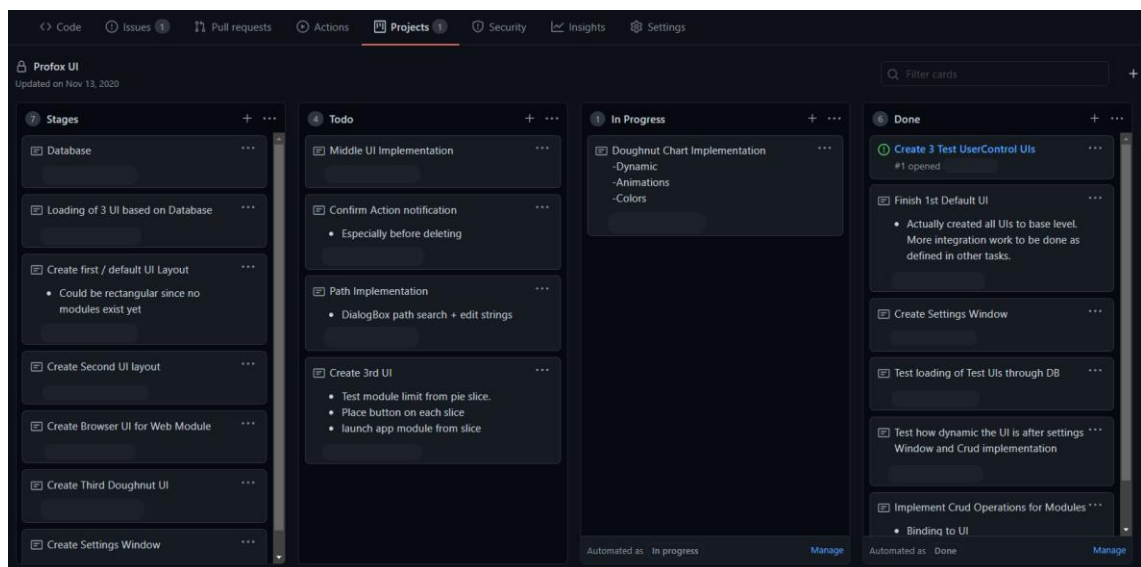 Code
Issues 1
Pull requests
Actions
Projects 1
Security
Insights
Settings
Profox UI
Updated on Nov 13, 2020
Filter cards
7 Stages
Database
Loading of 3 UI based on Database
Create first / default UI Layout
Could be rectangular since no
modules exist yet
Create Second UI layout
Create Browser UI for Web Module
Create Third Doughnut UI
Create Settings Window
4 Todo
Middle UI Implementation
Confirm Action notification
Especially before deleting
Path Implementation
DialogBox path search + edit strings
Create 3rd UI
Test module limit from pie slice.
Place button on each slice
launch app module from slice
1 In Progress
Doughnut Chart Implementation
-Dynamic
-Animations
-Colors
Automated as In progress Manage
6 Done
Create 3 Test UserControl UIs
#1 opened
Finish 1st Default UI
Actually created all UIs to base level.
More integration work to be done as
defined in other tasks.
Create Settings Window
Test loading of Test UIs through DB
Test how dynamic the UI is after settings
Window and Crud implementation
Implement Crud Operations for Modules
Binding to UI
Automated as Done Manage